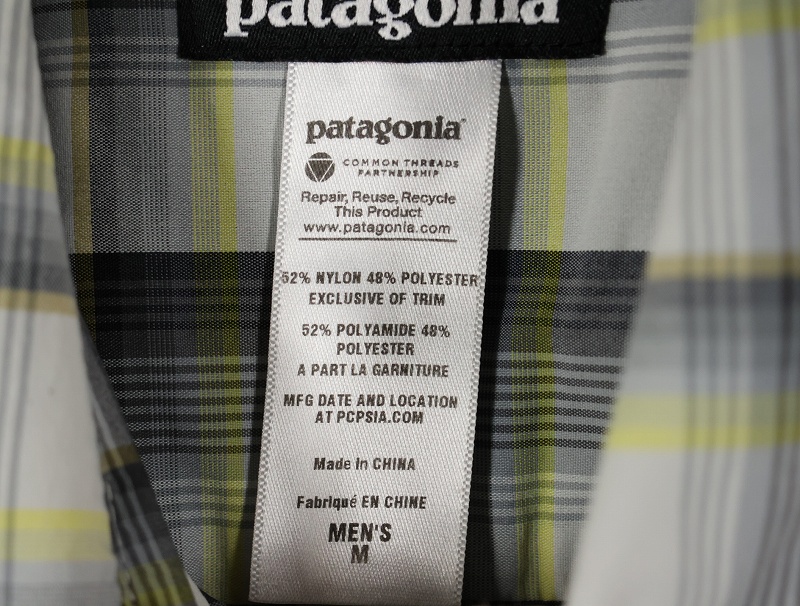 patagonia
patagonia
COMMON THREADS
PARTNERSHIP
Repair, Reuse, Recycle
This Product
www.patagonia.com
52% NYLON 48% POLYESTER
EXCLUSIVE OF TRIM
52% POLYAMIDE 48%
POLYESTER
A PART LA GARNITURE
MFG DATE AND LOCATION
AT PCPSIA.COM
Made in CHINA
Fabriqué EN CHINE
MEN'S
M